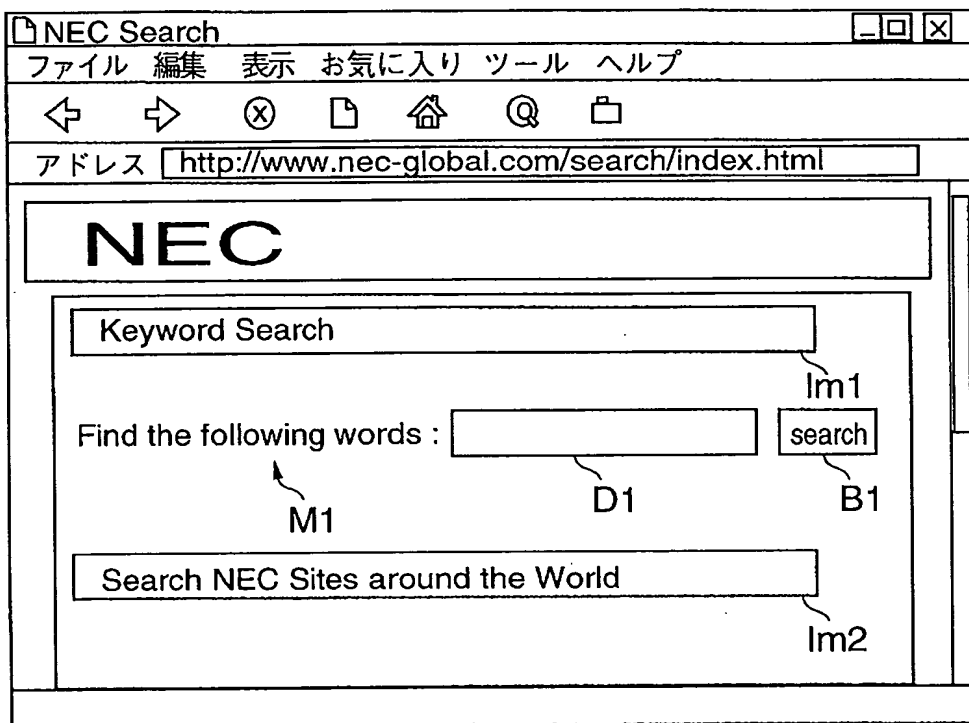 NEC Search
ファイル 編集 表示 お気に入り ツール ヘルプ
アドレス http://www.nec-global.com/search/index.html
NEC
Keyword Search
Im1
Find the following words : search
M1 D1 B1
Search NEC Sites around the World
Im2